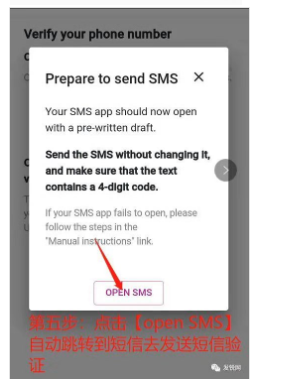 Verify your phone number
Prepare to send SMS
Your SMS app should now open
with a pre-written draft.
Send the SMS without changing it,
and make sure that the text
contains a 4-digit code.
If your SMS app fails to open, please
follow the steps in the
"Manual instructions" link.
OPEN SMS
第五步：点击【open SMS】
自动跳转到短信去发送短信验
证